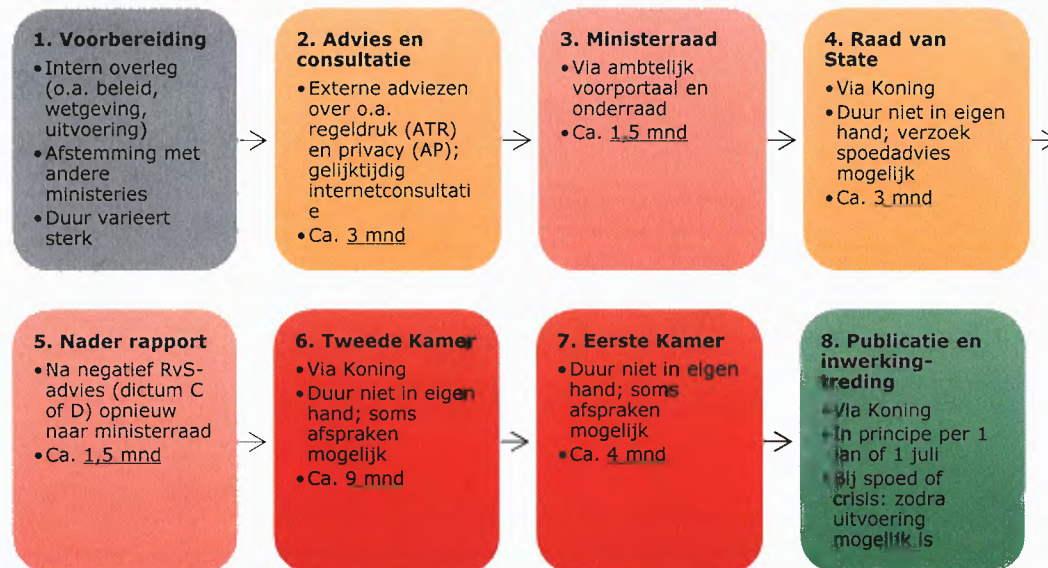 1. Voorbereiding
• Intern overleg
(o.a. beleid,
wetgeving,
uitvoering)
• Afstemming met
andere
ministeries
• Duur varieert
sterk
2. Advies en
consultatie
• Externe adviezen
over o.a.
regeldruk (ATR)
en privacy (AP);
gelijktijdig
internetconsultati
e
• Ca. 3 mnd
3. Ministerraad
• Via ambtelijk
voorportaal en
onderraad
• Ca. 1,5 mnd
4. Raad van
State
• Via Koning
• Duur niet in eigen
hand; verzoek
spoedadvies
mogelijk
• Ca. 3 mnd
5. Nader rapport
• Na negatief RvS-
advies (dictum C
of D) opnieuw
naar ministerraad
• Ca. 1,5 mnd
6. Tweede Kamer
• Via Koning
• Duur niet in eigen
hand; soms
afspraken
mogelijk
• Ca. 9 mnd
7. Eerste Kamer
• Duur niet in eigen
hand; soms
afspraken
mogelijk
• Ca. 4 mnd
8. Publicatie en
inwerking-
treding
• Via Koning
• In principe per 1
jan of 1 juli
• Bij spoed of
crisis: zodra
uitvoering
mogelijk is